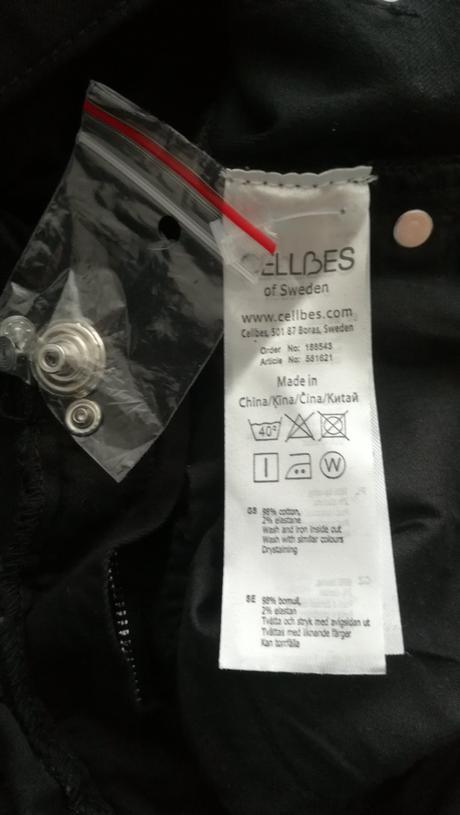 CELLBES
of Sweden
www.cellbes.com
Cellbes, 501 87 Boras, Sweden
Order No: 188543
Article No: 581621
Made in
China/Ķīna/Čína/Китай
40°
I
W
GB 98% cotton,
2% elastane
Wash and iron inside out
Wash with similar colours
Drystaining
SE 98% bomull,
2% elastan
Tvätta och stryk med avigsidan ut
Tvättas med liknande färger
Kan torrfälla